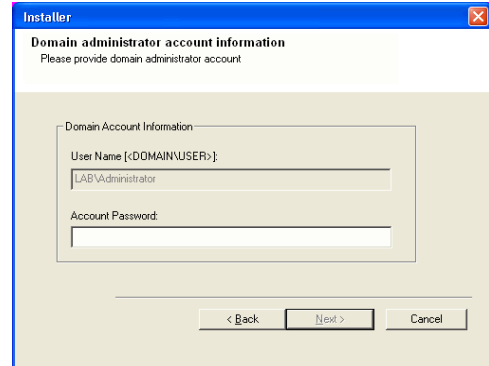 Installer
Domain administrator account information
Please provide domain administrator account
Domain Account Information
User Name [<DOMAIN\USER>]:
LAB\Administrator
Account Password:
< Back Next > Cancel